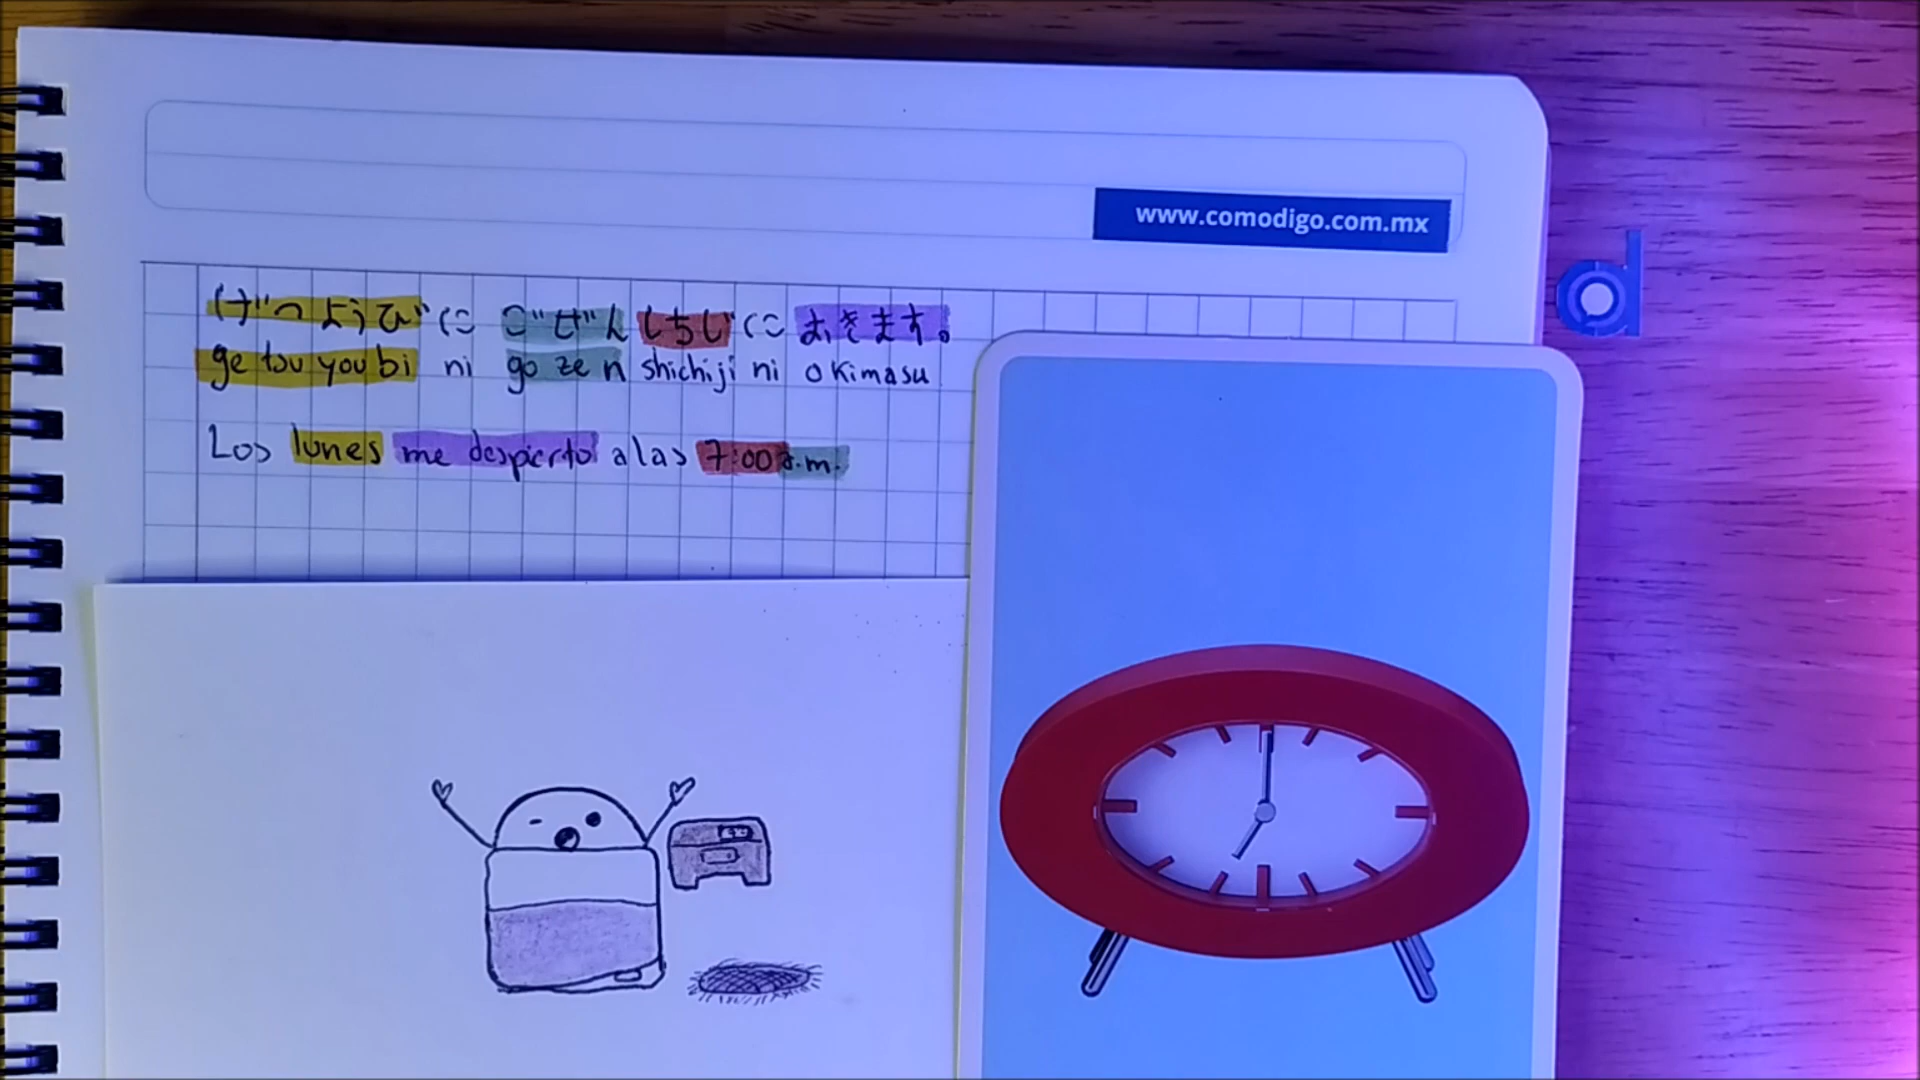 www.comodigo.com.mx
げつようびに ごぜんしちじに おきます。
ge tsu you bi ni go ze n shichiji ni okimasu
Los lunes me despierto a las 7:00 a.m.
d